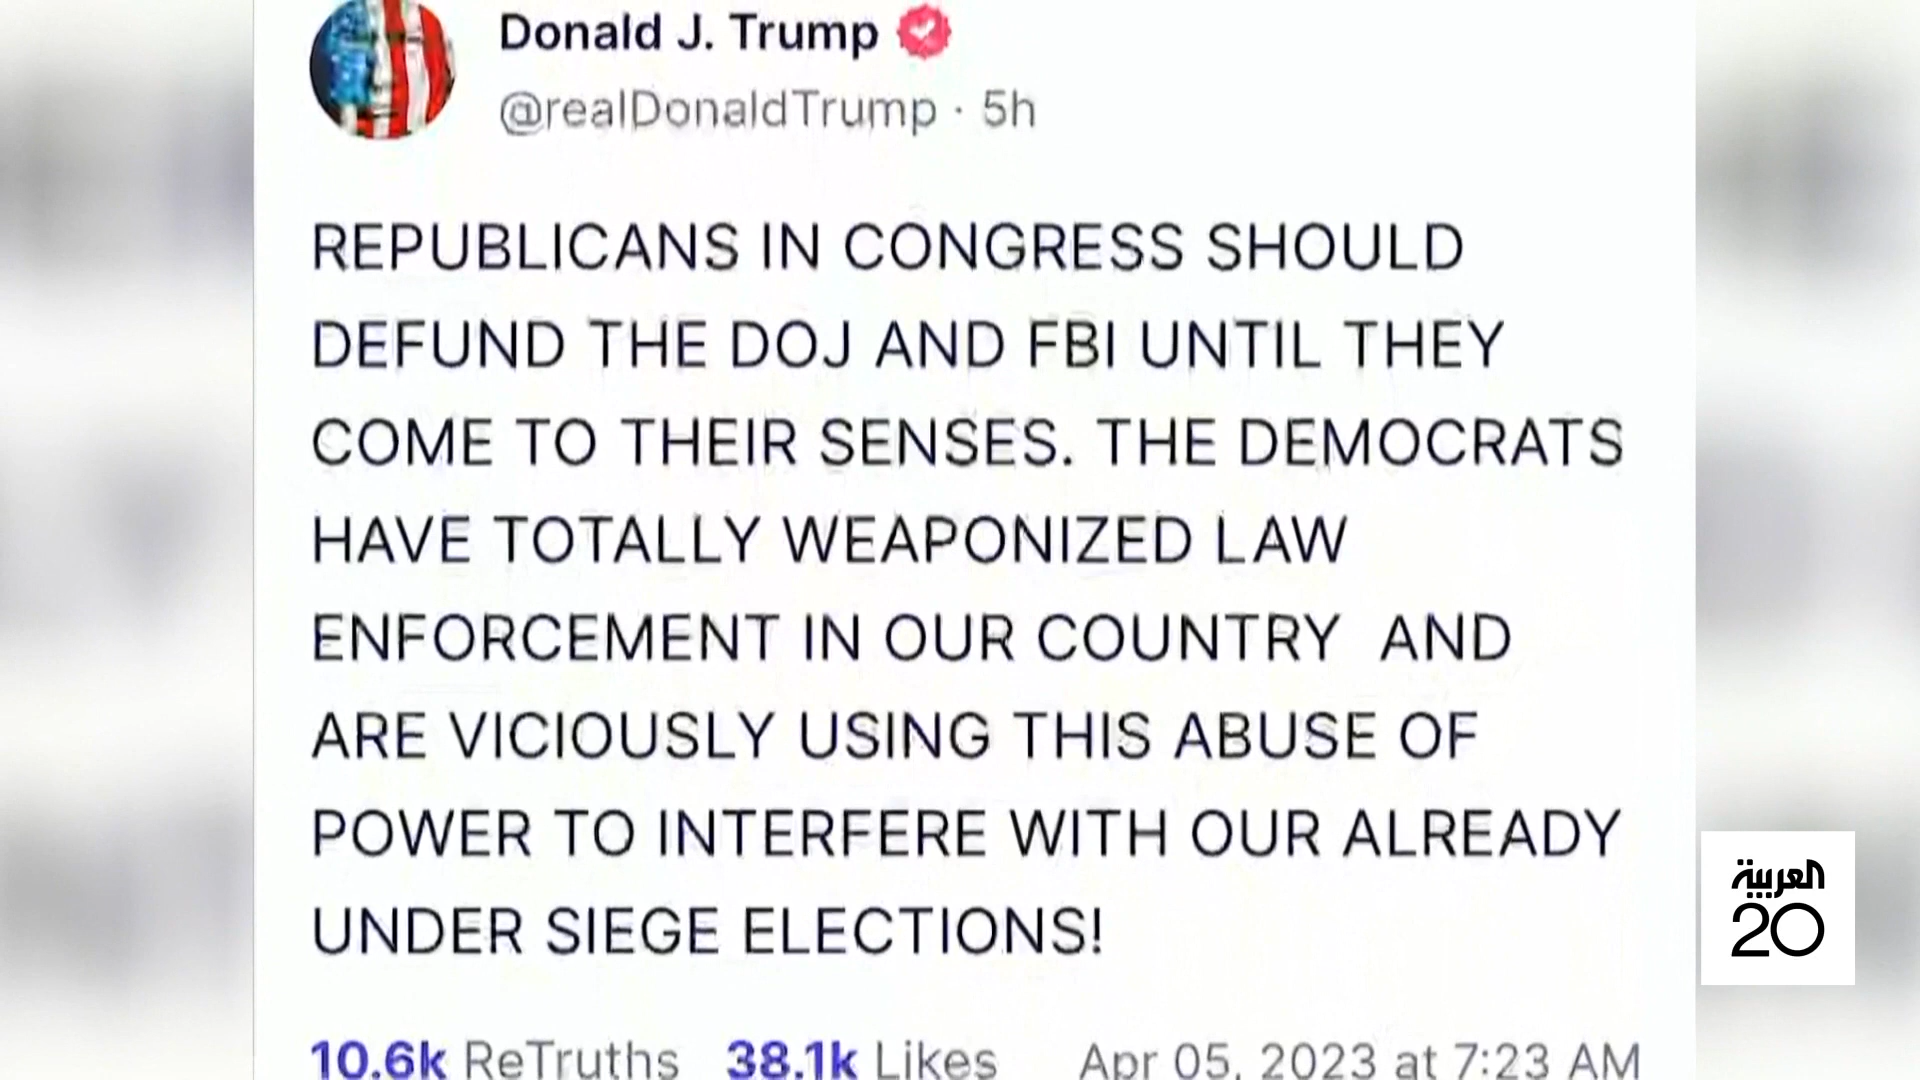 Donald J. Trump
@realDonaldTrump · 5h
REPUBLICANS IN CONGRESS SHOULD
DEFUND THE DOJ AND FBI UNTIL THEY
COME TO THEIR SENSES. THE DEMOCRATS
HAVE TOTALLY WEAPONIZED LAW
ENFORCEMENT IN OUR COUNTRY  AND
ARE VICIOUSLY USING THIS ABUSE OF
POWER TO INTERFERE WITH OUR ALREADY
UNDER SIEGE ELECTIONS!
10.6k ReTruths 38.1k Likes Apr 05, 2023 at 7:23 AM
العربية
20